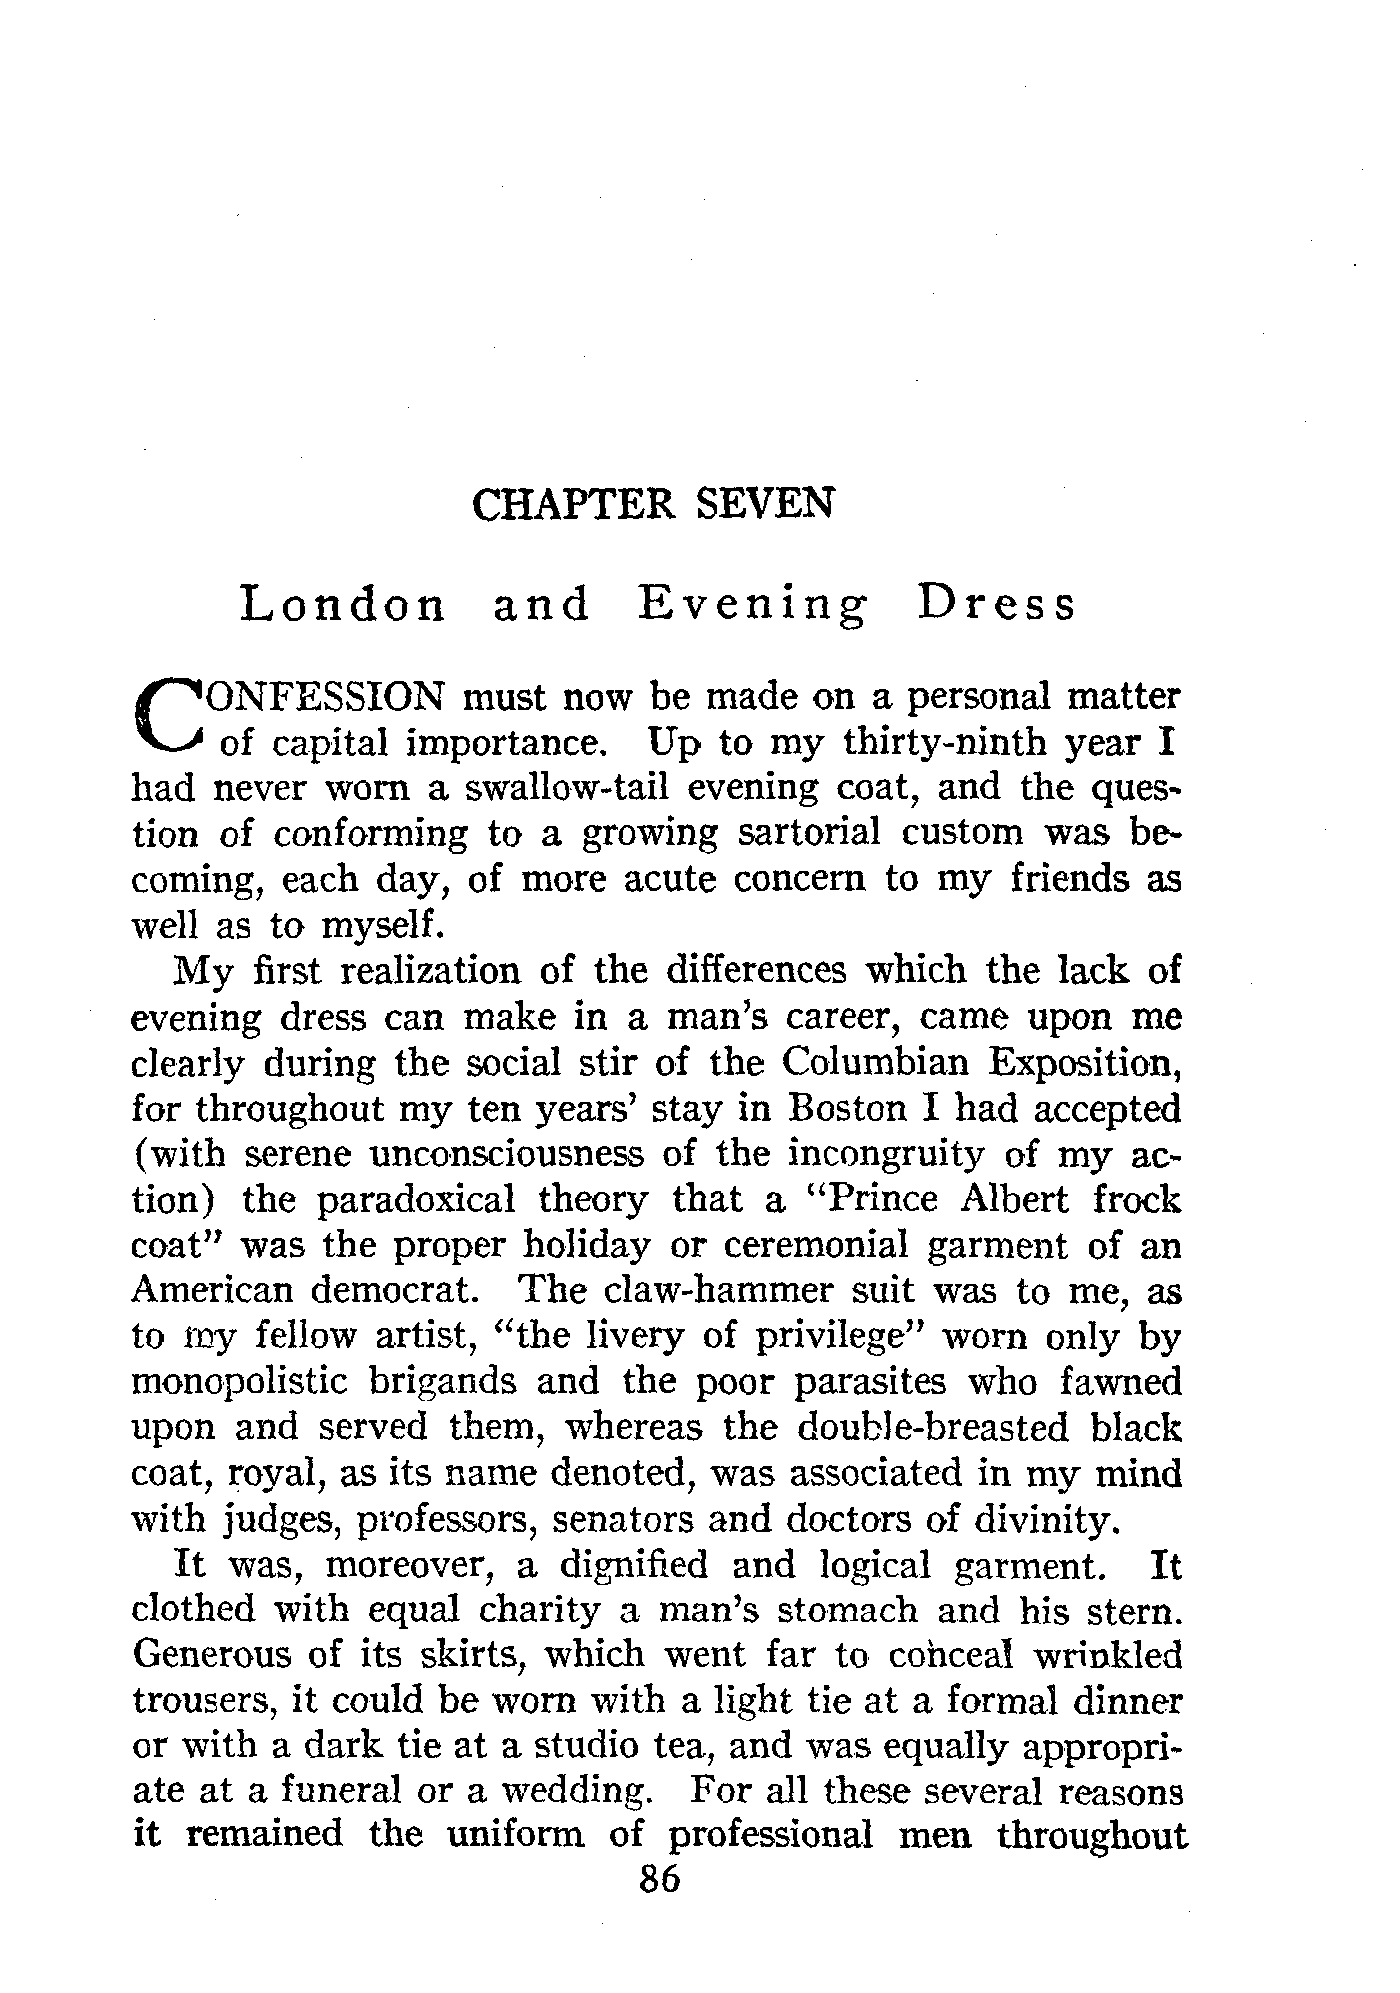 CHAPTER SEVEN
London and Evening Dress
CONFESSION must now be made on a personal matter
of capital importance. Up to my thirty-ninth year I
had never worn a swallow-tail evening coat, and the ques-
tion of conforming to a growing sartorial custom was be-
coming, each day, of more acute concern to my friends as
well as to myself.
My first realization of the differences which the lack of
evening dress can make in a man's career, came upon me
clearly during the social stir of the Columbian Exposition,
for throughout my ten years' stay in Boston I had accepted
(with serene unconsciousness of the incongruity of my ac-
tion) the paradoxical theory that a “Prince Albert frock
coat” was the proper holiday or ceremonial garment of an
American democrat. The claw-hammer suit was to me, as
to my fellow artist, “the livery of privilege” worn only by
monopolistic brigands and the poor parasites who fawned
upon and served them, whereas the double-breasted black
coat, royal, as its name denoted, was associated in my mind
with judges, professors, senators and doctors of divinity.
It was, moreover, a dignified and logical garment. It
clothed with equal charity a man's stomach and his stern.
Generous of its skirts, which went far to conceal wrinkled
trousers, it could be worn with a light tie at a formal dinner
or with a dark tie at a studio tea, and was equally appropri-
ate at a funeral or a wedding. For all these several reasons
it remained the uniform of professional men throughout
86